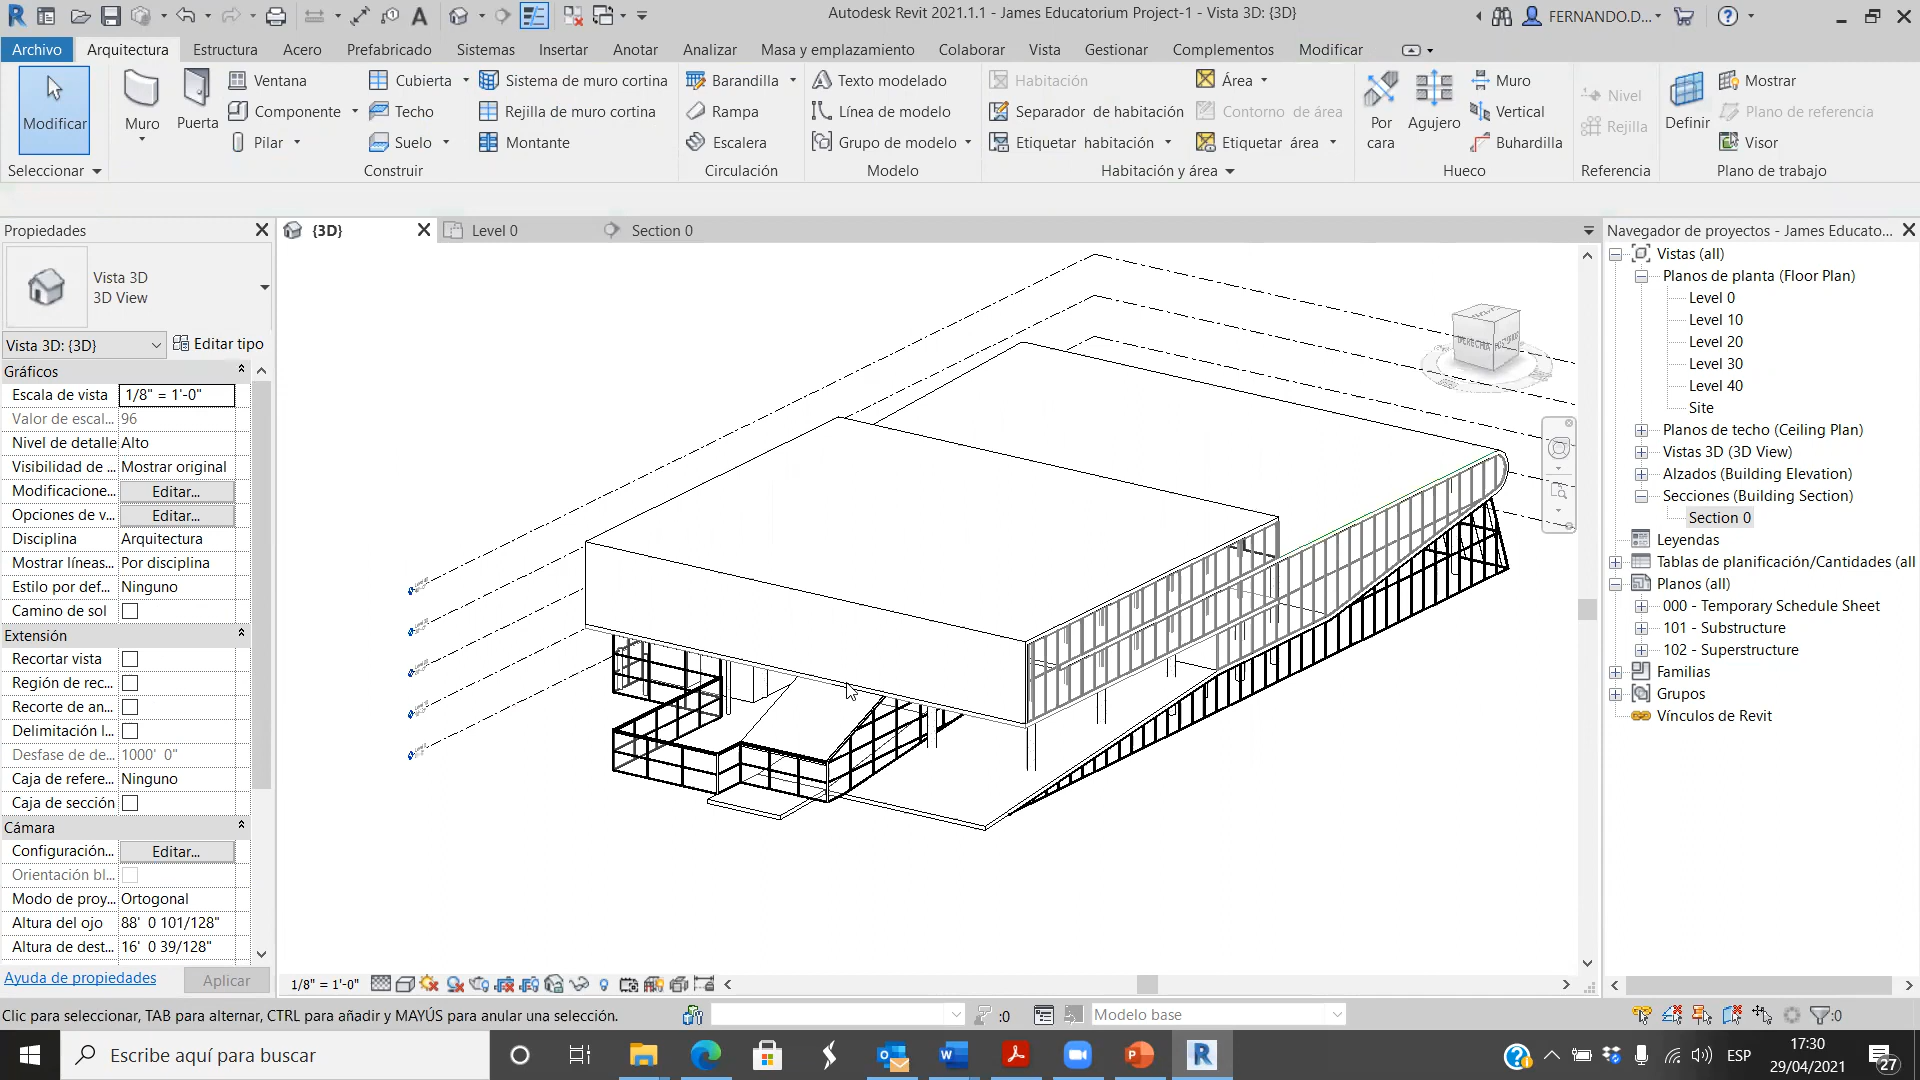 Autodesk Revit 2021.1.1 - James Educatorium Project-1 - Vista 3D: {3D}
FERNANDO.D...
Archivo Arquitectura Estructura Acero Prefabricado Sistemas Insertar Anotar Analizar Masa y emplazamiento Colaborar Vista Gestionar Complementos Modificar
Modificar
Seleccionar
Muro
Puerta
Ventana
Componente
Pilar
Cubierta
Techo
Suelo
Sistema de muro cortina
Rejilla de muro cortina
Montante
Construir
Barandilla
Rampa
Escalera
Circulación
Texto modelado
Línea de modelo
Grupo de modelo
Modelo
Habitación
Separador de habitación
Etiquetar habitación
Área
Contorno de área
Etiquetar área
Habitación y área
Por
cara
Agujero
Muro
Vertical
Buhardilla
Hueco
Nivel
Rejilla
Referencia
Definir
Mostrar
Plano de referencia
Visor
Plano de trabajo
Propiedades
Vista 3D
3D View
Vista 3D: {3D}
Editar tipo
Gráficos
Escala de vista 1/8" = 1'-0"
Valor de escal... 96
Nivel de detalle Alto
Visibilidad de ... Mostrar original
Modificacione... Editar...
Opciones de v... Editar...
Disciplina Arquitectura
Mostrar líneas... Por disciplina
Estilo por def... Ninguno
Camino de sol
Extensión
Recortar vista
Región de rec...
Recorte de an...
Delimitación l...
Desfase de de... 1000' 0"
Caja de refere... Ninguno
Caja de sección
Cámara
Configuración... Editar...
Orientación bl...
Modo de proy... Ortogonal
Altura del ojo 88' 0 101/128"
Altura de dest... 16' 0 39/128"
Ayuda de propiedades
Aplicar
{3D}
Level 0
Section 0
DERECHA
1/8" = 1'-0"
Navegador de proyectos - James Educato...
Vistas (all)
Planos de planta (Floor Plan)
Level 0
Level 10
Level 20
Level 30
Level 40
Site
Planos de techo (Ceiling Plan)
Vistas 3D (3D View)
Alzados (Building Elevation)
Secciones (Building Section)
Section 0
Leyendas
Tablas de planificación/Cantidades (all
Planos (all)
000 - Temporary Schedule Sheet
101 - Substructure
102 - Superstructure
Familias
Grupos
Vínculos de Revit
Clic para seleccionar, TAB para alternar, CTRL para añadir y MAYÚS para anular una selección.
:0
Modelo base
:0
Escribe aquí para buscar
ESP
17:30
29/04/2021
27